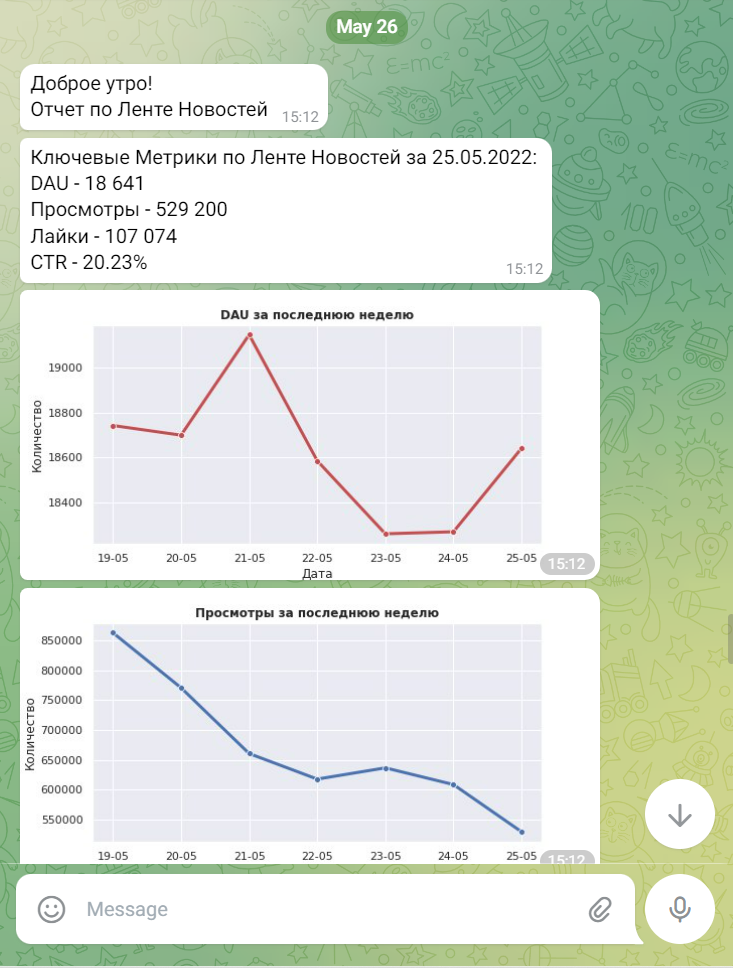 May 26
Доброе утро!
Отчет по Ленте Новостей
15:12
Ключевые Метрики по Ленте Новостей за 25.05.2022:
DAU - 18 641
Просмотры - 529 200
Лайки - 107 074
CTR - 20.23%
15:12
DAU за последнюю неделю
Количество
19000
18800
18600
18400
19-05 20-05 21-05 22-05 23-05 24-05 25-05
Дата
15:12
Просмотры за последнюю неделю
Количество
850000
800000
750000
700000
650000
600000
550000
19-05 20-05 21-05 22-05 23-05 24-05 25-05
15:12
Message